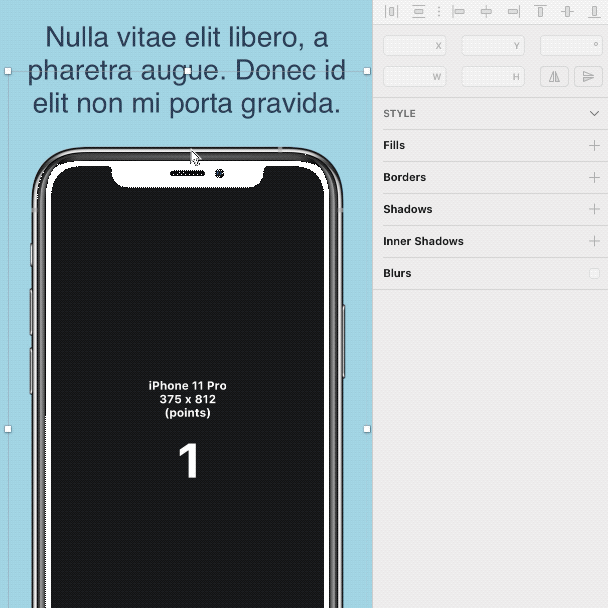 Nulla vitae elit libero, a
pharetra augue. Donec id
elit non mi porta gravida.
iPhone 11 Pro
375 x 812
(points)
1
X
Y
°
W
H
STYLE
Fills
Borders
Shadows
Inner Shadows
Blurs